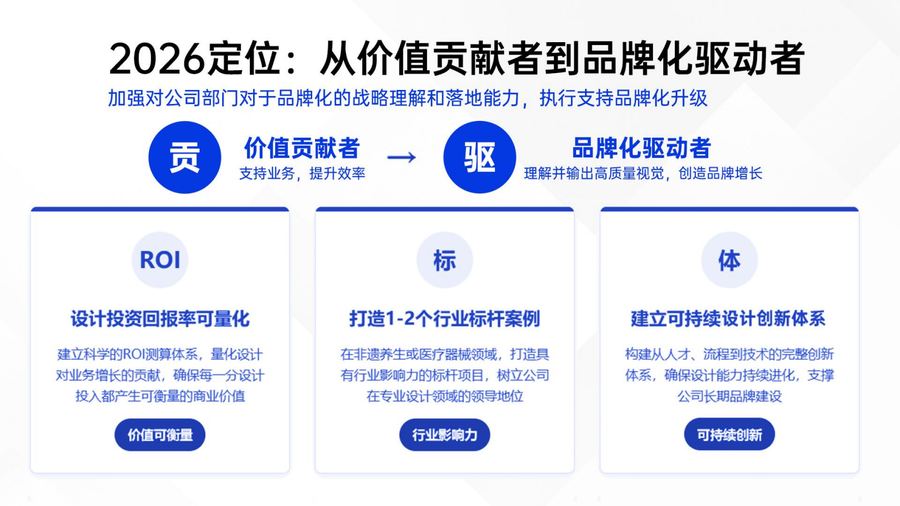 2026定位：从价值贡献者到品牌化驱动者
加强对公司部门对于品牌化的战略理解和落地能力，执行支持品牌化升级
贡
价值贡献者
支持业务，提升效率
→
驱
品牌化驱动者
理解并输出高质量视觉，创造品牌增长
ROI
设计投资回报率可量化
建立科学的ROI测算体系，量化设计
对业务增长的贡献，确保每一分设计
投入都产生可衡量的商业价值
价值可衡量
标
打造1-2个行业标杆案例
在非遗养生或医疗器械领域，打造具
有行业影响力的标杆项目，树立公司
在专业设计领域的领导地位
行业影响力
体
建立可持续设计创新体系
构建从人才、流程到技术的完整创新
体系，确保设计能力持续进化，支撑
公司长期品牌建设
可持续创新